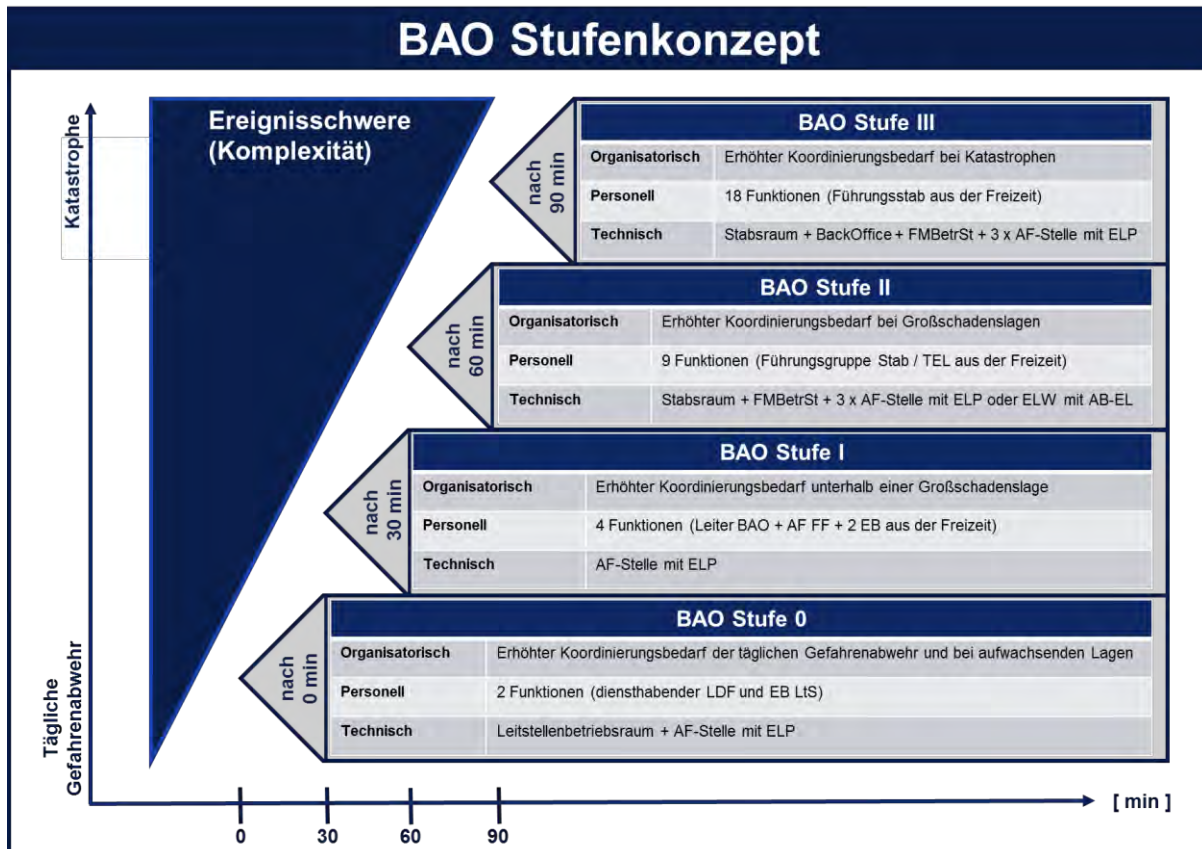 BAO Stufenkonzept
Katastrophe
Tägliche
Gefahrenabwehr
Ereignisschwere
(Komplexität)
nach
90 min
BAO Stufe III
Organisatorisch Erhöhter Koordinierungsbedarf bei Katastrophen
Personell 18 Funktionen (Führungsstab aus der Freizeit)
Technisch Stabsraum + BackOffice + FMBetrSt + 3 x AF-Stelle mit ELP
nach
60 min
BAO Stufe II
Organisatorisch Erhöhter Koordinierungsbedarf bei Großschadenslagen
Personell 9 Funktionen (Führungsgruppe Stab / TEL aus der Freizeit)
Technisch Stabsraum + FMBetrSt + 3 x AF-Stelle mit ELP oder ELW mit AB-EL
nach
30 min
BAO Stufe I
Organisatorisch Erhöhter Koordinierungsbedarf unterhalb einer Großschadenslage
Personell 4 Funktionen (Leiter BAO + AF FF + 2 EB aus der Freizeit)
Technisch AF-Stelle mit ELP
nach
0 min
BAO Stufe 0
Organisatorisch Erhöhter Koordinierungsbedarf der täglichen Gefahrenabwehr und bei aufwachsenden Lagen
Personell 2 Funktionen (diensthabender LDF und EB LtS)
Technisch Leitstellenbetriebsraum + AF-Stelle mit ELP
[ min ]
0 30 60 90